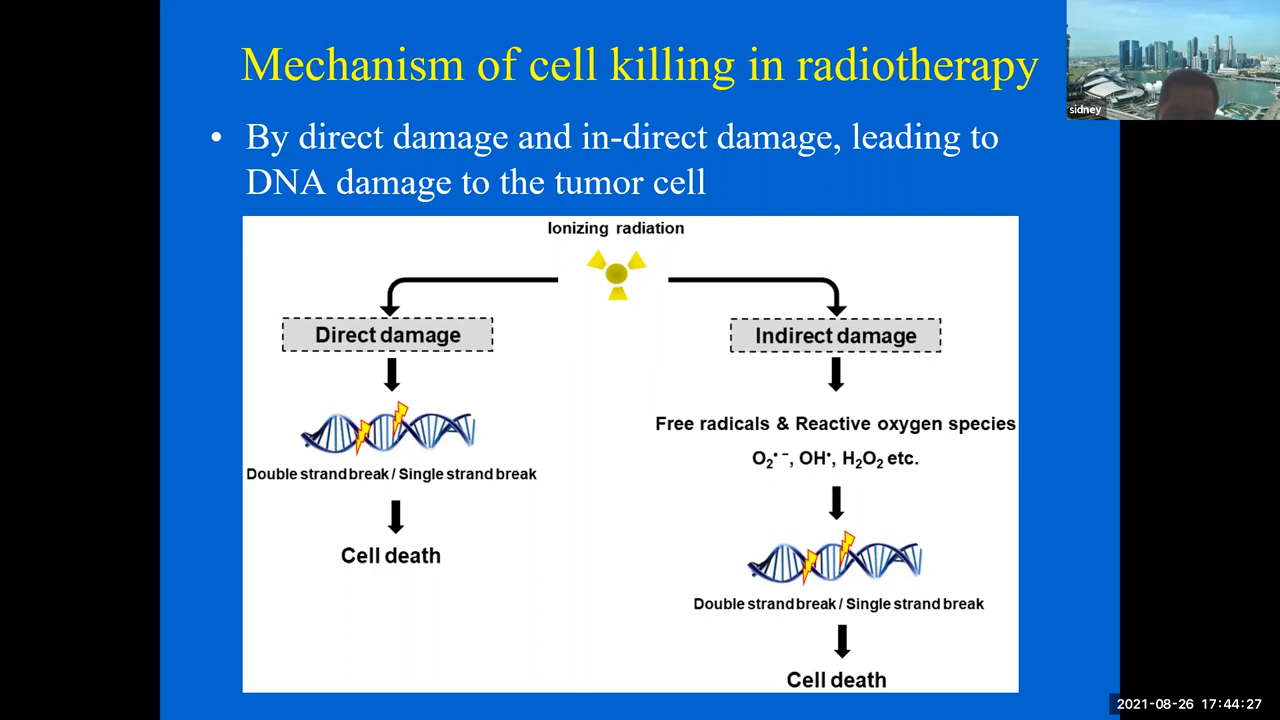 Mechanism of cell killing in radiotherapy
sidney
• By direct damage and in-direct damage, leading to
DNA damage to the tumor cell
Ionizing radiation
Direct damage
Indirect damage
Free radicals & Reactive oxygen species
O₂•⁻, OH•, H₂O₂ etc.
Double strand break / Single strand break
Cell death
Double strand break / Single strand break
Cell death
2021-08-26 17:44:27